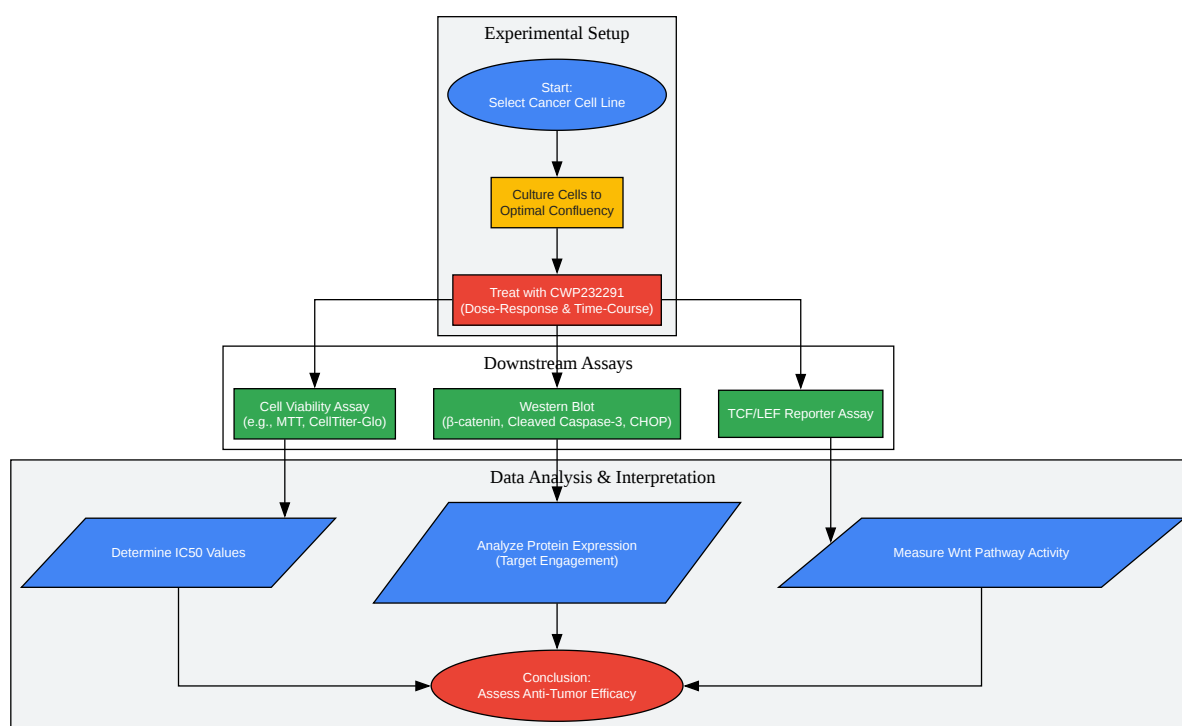 Experimental Setup
Start:
Select Cancer Cell Line
Culture Cells to
Optimal Confluency
Treat with CWP232291
(Dose-Response & Time-Course)
Downstream Assays
Cell Viability Assay
(e.g., MTT, CellTiter-Glo)
Western Blot
(β-catenin, Cleaved Caspase-3, CHOP)
TCF/LEF Reporter Assay
Data Analysis & Interpretation
Determine IC50 Values
Analyze Protein Expression
(Target Engagement)
Measure Wnt Pathway Activity
Conclusion:
Assess Anti-Tumor Efficacy